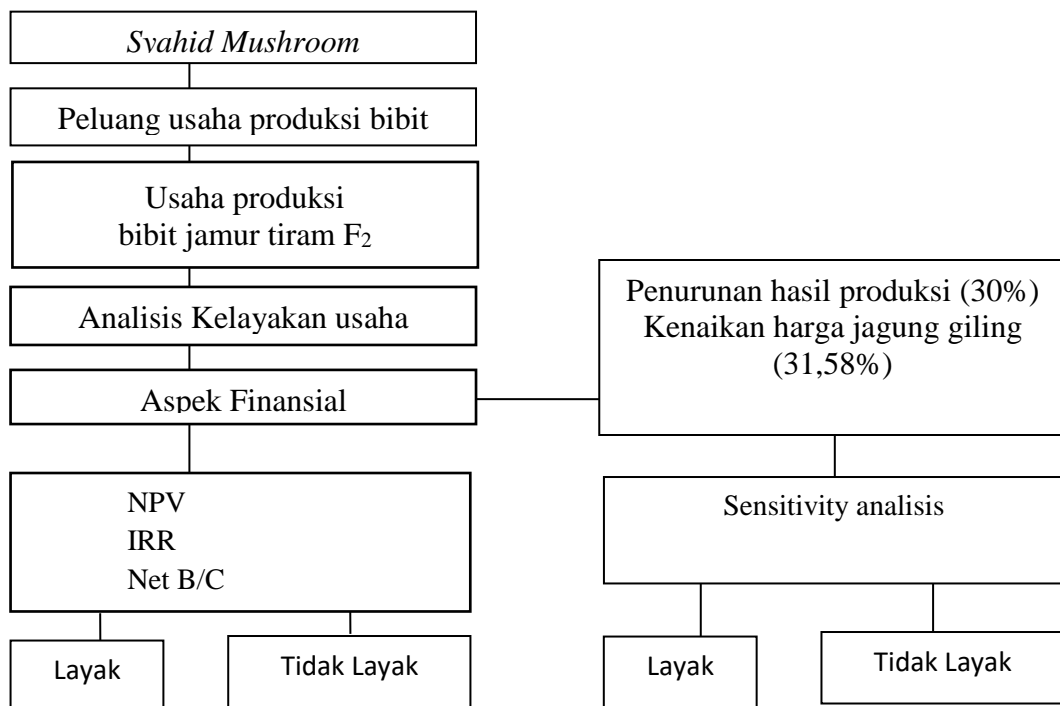 Syahid Mushroom
Peluang usaha produksi bibit
Usaha produksi
bibit jamur tiram F₂
Analisis Kelayakan usaha
Aspek Finansial
Penurunan hasil produksi (30%)
Kenaikan harga jagung giling
(31,58%)
NPV
IRR
Net B/C
Sensitivity analisis
Layak
Tidak Layak
Layak
Tidak Layak